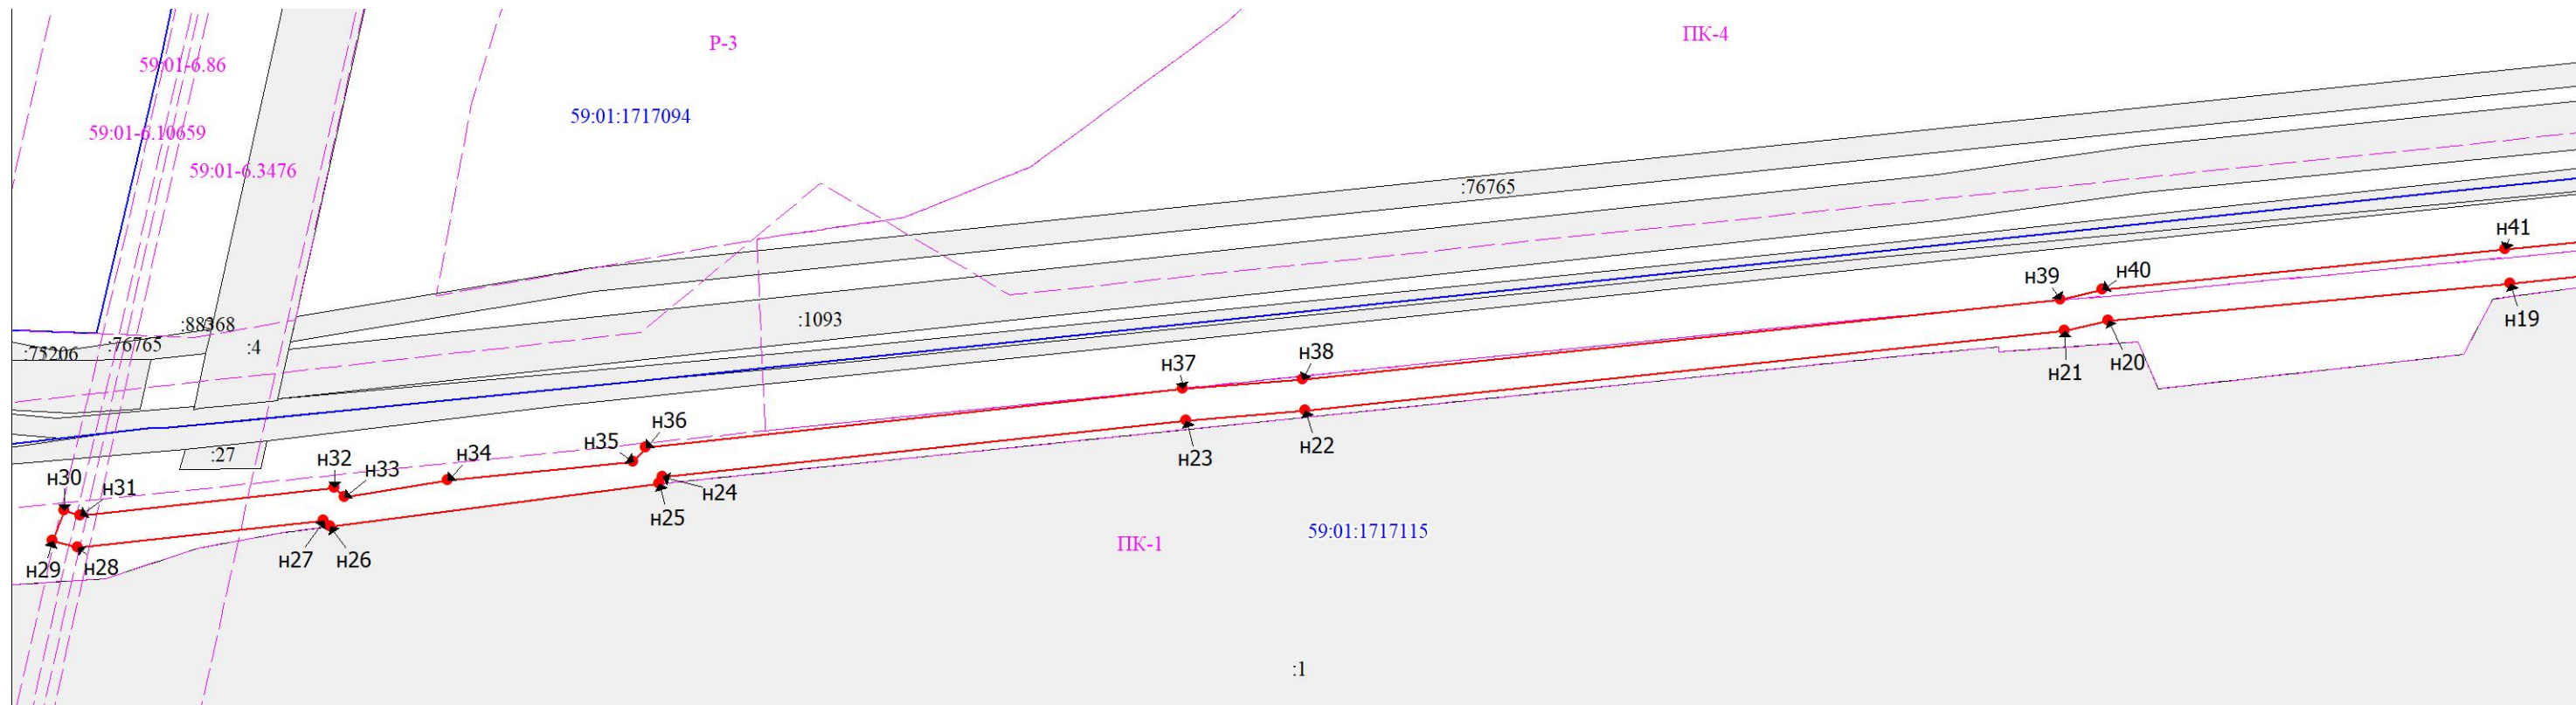 Р-3
ПК-4
59:01-6.86
59:01:1717094
59:01-6.10659
59:01-6.3476
:76765
н41
н39
н40
:88368
:1093
н19
:76765
:4
н38
н37
н21
н20
н36
н35
н22
н23
:27
н32
н33
н34
н30
н31
н24
н25
59:01:1717115
ПК-1
н27
н26
н29
н28
:1